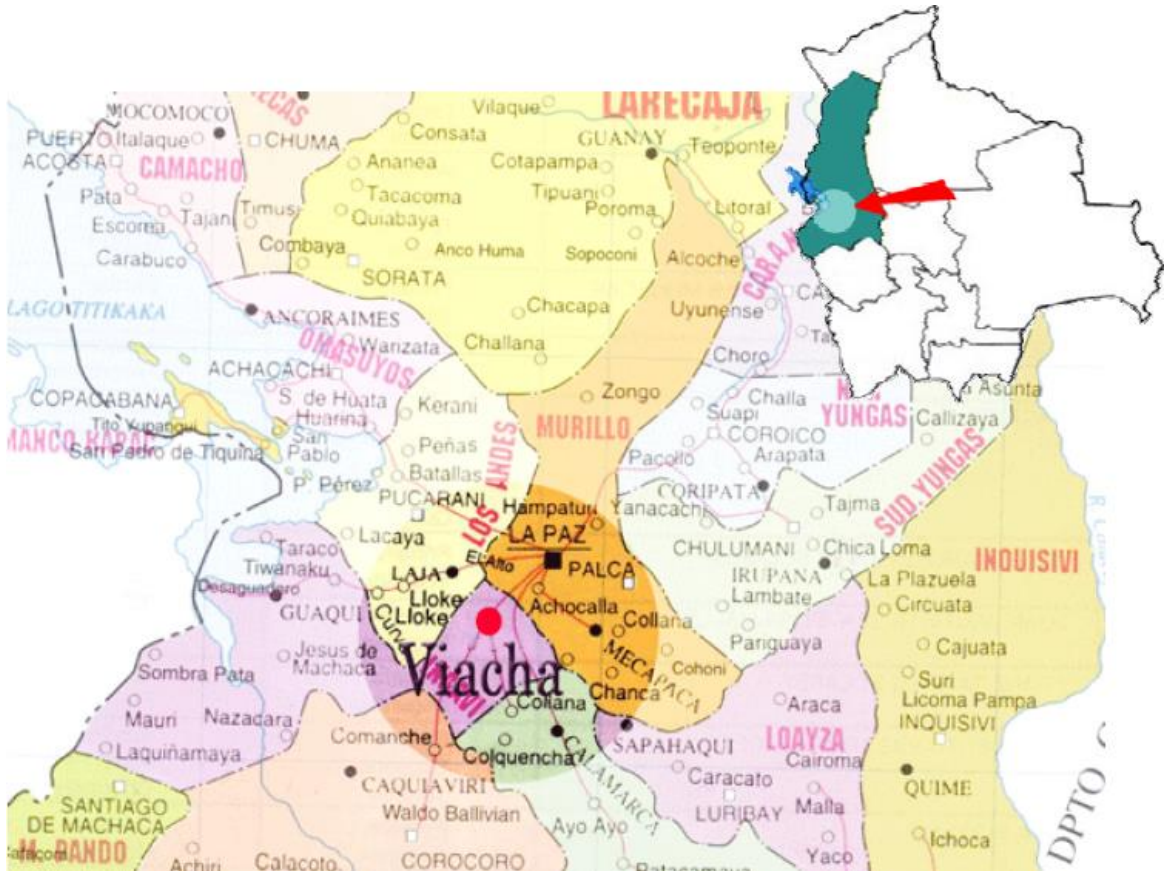 MOCOMOCO
PUERTO
ACOSTA
Italaque
CAMACHO
Pata
Escoma
Tajani
Carabuco
CHUMA
Timusi
Combaya
Consata
Ananea
Tacacoma
Quiabaya
Anco Huma
SORATA
Vilaque
LARECAJA
GUANAY
Teoponte
Cotapampa
Tipuani
Poroma
Litoral
Sopoconi
Alcoche
Chacapa
Challana
Uyunense
Choro
LAGO TITIKAKA
ANCORAIMES
Warizata
OMASUYOS
ACHACACHI
S. de Huata
Huarina
COPACABANA
Tito Yupanqui
MANCO KAPAC
San Pedro de Tiquina
San
Pablo
P. Pérez
Kerani
Peñas
Batallas
PUCARANI
LOS ANDES
Lacaya
Zongo
MURILLO
Suapi
Challa
COROICO
Arapata
Pacollo
CORIPATA
YUNGAS
Callizaya
SUD. YUNGAS
Asunta
Hampaturi
Yanacachi
LA PAZ
PALCA
El Alto
LAJA
Lloke
Lloke
Achocalla
Collana
MECAPACA
Cohoni
Chanca
Tajma
CHULUMANI
Chica Loma
IRUPANA
Lambate
Pariguaya
INQUISIVI
La Plazuela
Circuata
Cajuata
Suri
Licoma Pampa
INQUISIVI
QUIME
Ichoca
Taraco
Tiwanaku
Desaguadero
GUAQUI
Jesus de
Machaca
Sombra Pata
Mauri
Nazacara
Laquiñamaya
Viacha
Collana
Colquencha
CALAMARCA
Comanche
CAQUIAVIRI
Waldo Ballivian
COROCORO
Ayo Ayo
Patacamaya
SAPAHAQUI
Caracato
LURIBAY
LOAYZA
Araca
Cairoma
Malla
Yaco
SANTIAGO
DE MACHACA
PANDO
Achiri
Calacoto
DPTO